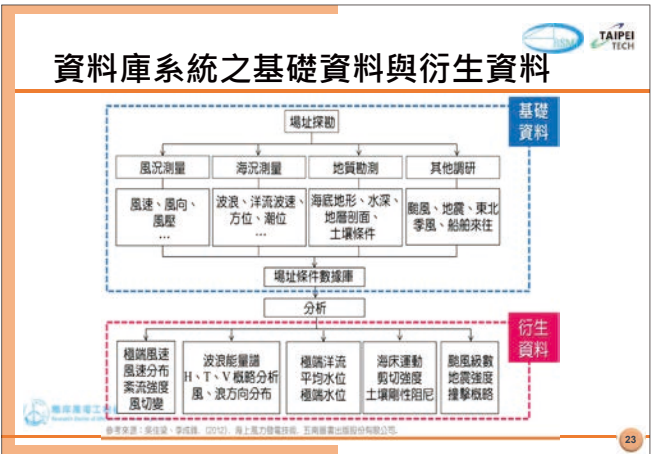 TAIPEI
TECH
資料庫系統之基礎資料與衍生資料
基礎
資料
場址探勘
風況測量
海況測量
地質勘測
其他調研
風速、風向、
風壓
…
波浪、洋流波速、
方位、潮位
…
海底地形、水深、
地層剖面、
土壤條件
颱風、地震、東北
季風、船舶來往
場址條件數據庫
分析
衍生
資料
極端風速
風速分布
紊流強度
風切變
波浪能量譜
H、T、V概略分析
風、浪方向分布
極端洋流
平均水位
極端水位
海床運動
剪切強度
土壤剛性阻尼
颱風級數
地震強度
撞擊概略
離岸風電工
參考來源：張佳梁、李成鋒.（2012）. 海上風力發電技術. 五南圖書出版股份有限公司.
23